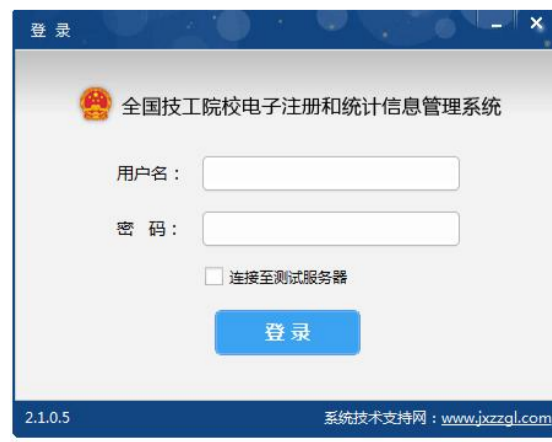 登 录
全国技工院校电子注册和统计信息管理系统
用户名：
密 码：
连接至测试服务器
登 录
2.1.0.5 系统技术支持网：www.jxzzgl.com